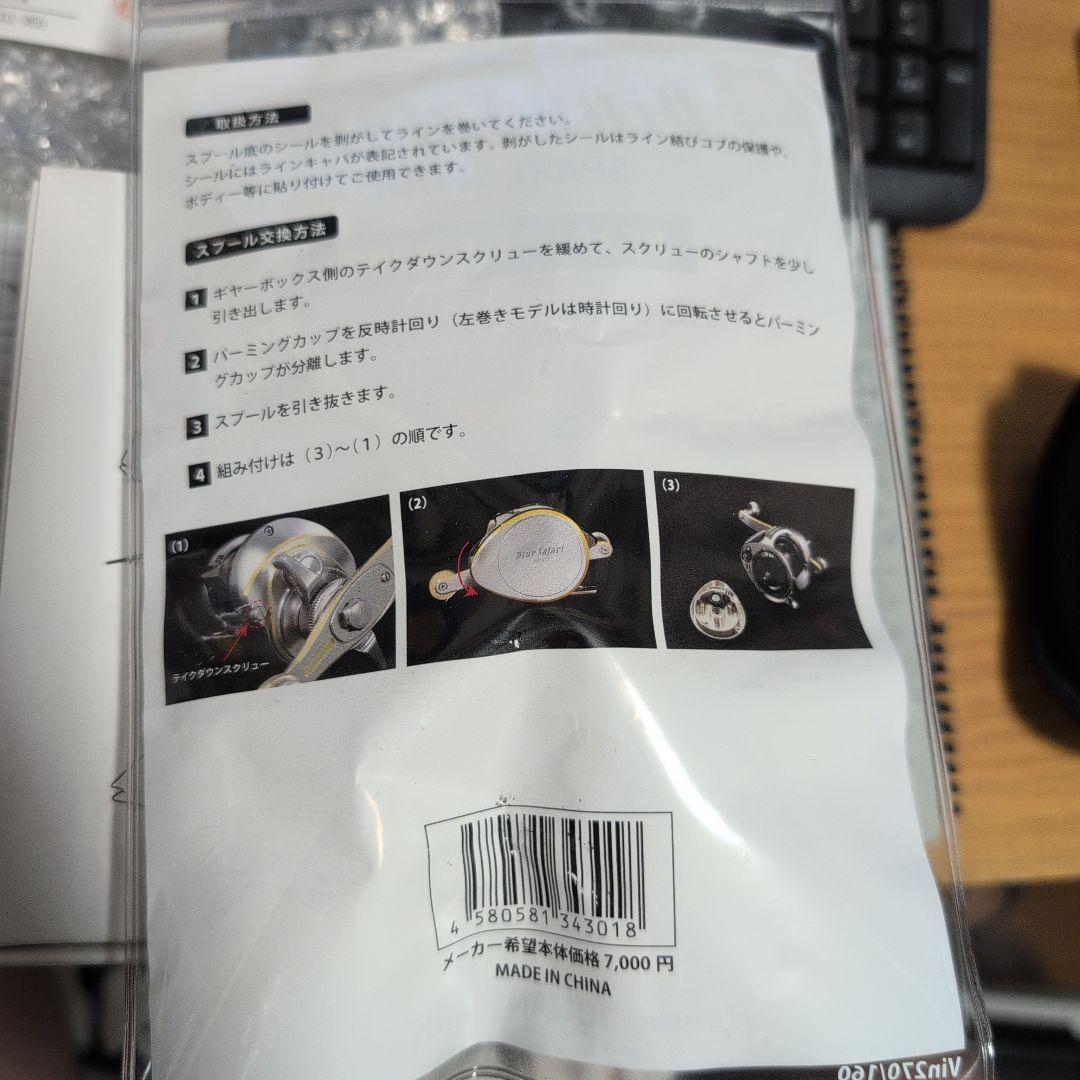 取扱方法
スプール底のシールを剥がしてラインを巻いてください。
シールにはラインキャパが表記されています。剥がしたシールはライン結びコブの保護や、
ボディー等に貼り付けてご使用できます。
スプール交換方法
1 ギヤーボックス側のテイクダウンスクリューを緩めて、スクリューのシャフトを少し
引き出します。
2 パーミングカップを反時計回り（左巻きモデルは時計回り）に回転させるとパーミン
グカップが分離します。
3 スプールを引き抜きます。
4 組み付けは（3）～（1）の順です。
(1)
テイクダウンスクリュー
(2)
Blue Safari
(3)
4 580581 343018
メーカー希望本体価格 7,000 円
MADE IN CHINA
Vin270/160